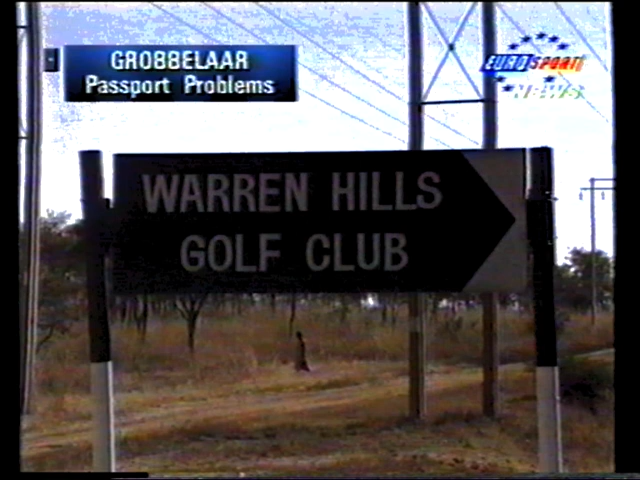 GROBBELAAR
Passport Problems
EUROSPORT
NEWS
WARREN HILLS
GOLF CLUB